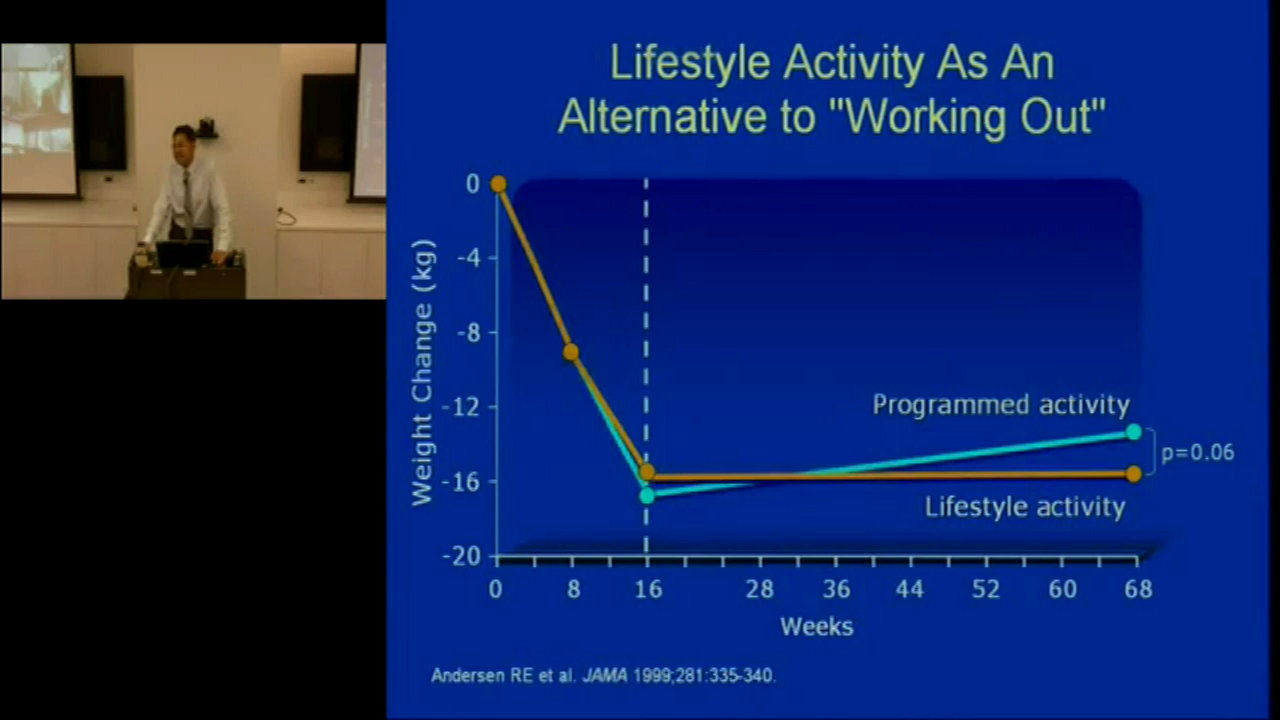 Lifestyle Activity As An
Alternative to "Working Out"
0
-4
-8
-12
-16
-20
Weight Change (kg)
Programmed activity
p=0.06
Lifestyle activity
0 8 16 28 36 44 52 60 68
Weeks
Andersen RE et al. JAMA 1999;281:335-340.